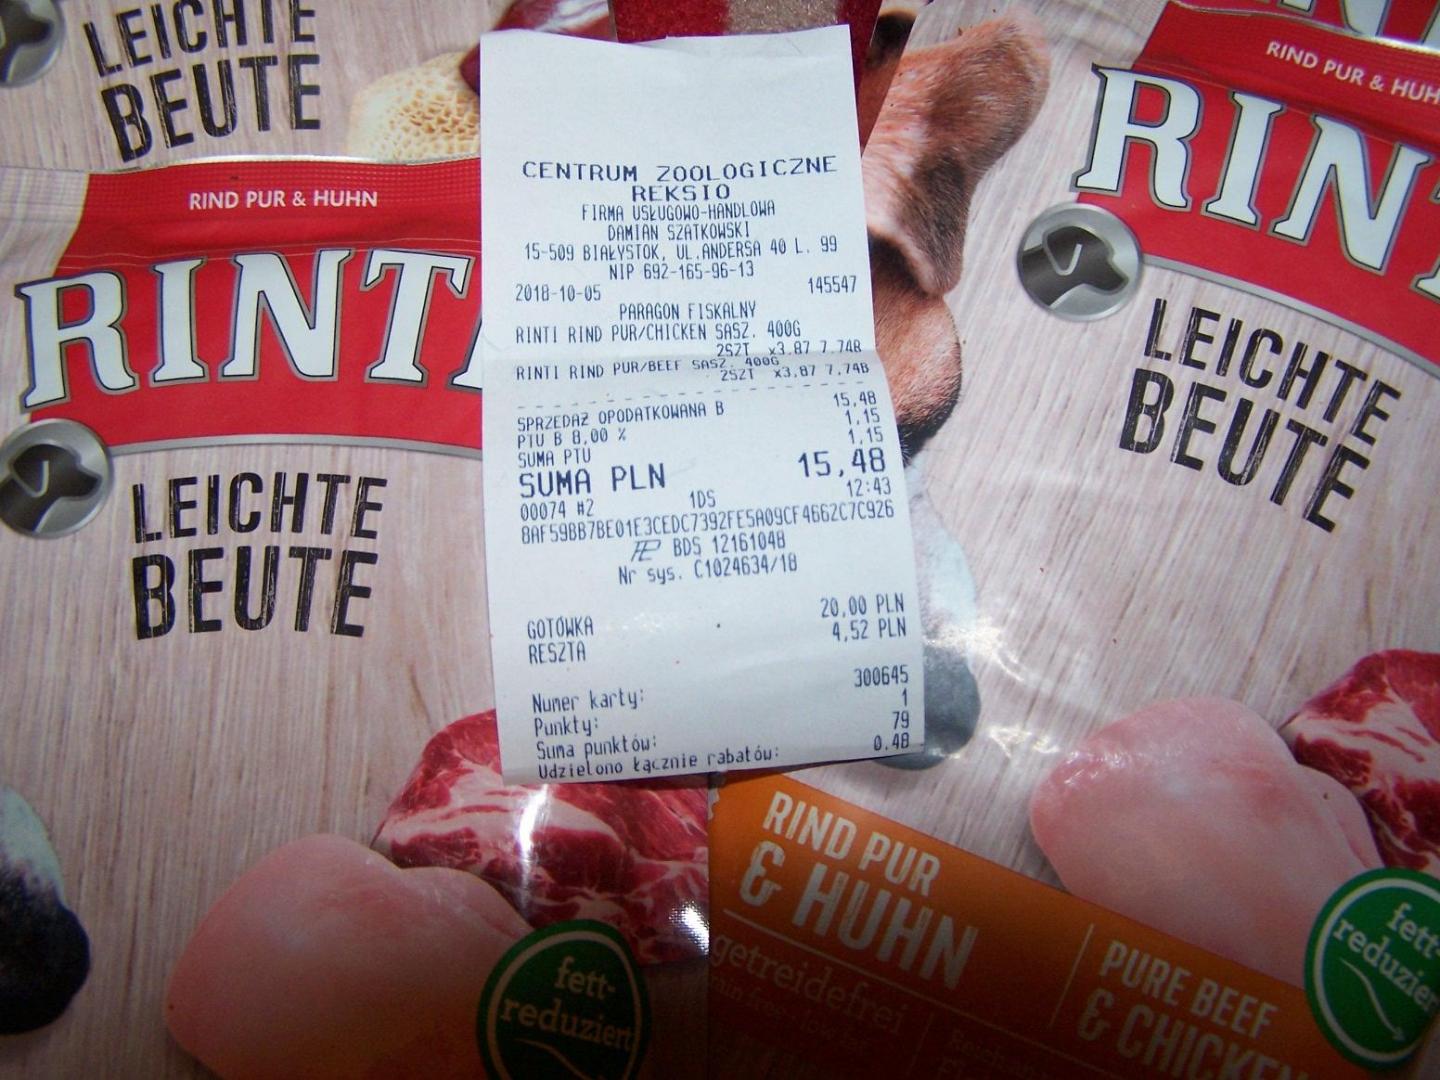 LEICHTE
BEUTE
RIND PUR & HUHN
RINT
LEICHTE
BEUTE
fett-
reduziert
CENTRUM ZOOLOGICZNE
REKSIO
FIRMA USŁUGOWO-HANDLOWA
DAMIAN SZATKOWSKI
15-509 BIAŁYSTOK, UL.ANDERSA 40 L. 99
NIP 692-165-96-13
2018-10-05 145547
PARAGON FISKALNY
RINTI RIND PUR/CHICKEN SASZ. 400G
2SZT x3,87 7,74B
RINTI RIND PUR/BEEF SASZ. 400G
2SZT x3,87 7,74B
SPRZEDAŻ OPODATKOWANA B 15,48
PTU B 8,00 % 1,15
SUMA PTU 1,15
SUMA PLN 15,48
00074 #2 1DS 12:43
8AF59BB7BE01E3CEDC7392FE5A09CF4662C7C926
BDS 12161048
Nr sys. C1024634/18
GOTÓWKA 20,00 PLN
RESZTA 4,52 PLN
Numer karty: 300645
Punkty: 1
Suma punktów: 79
Udzielono łącznie rabatów: 0.48
RIND PUR & HUH
RIN
LEICHTE
BEUTE
RIND PUR
& HUHN
getreidefrei
PURE BEEF
& CHICKEN
fett-
reduziert